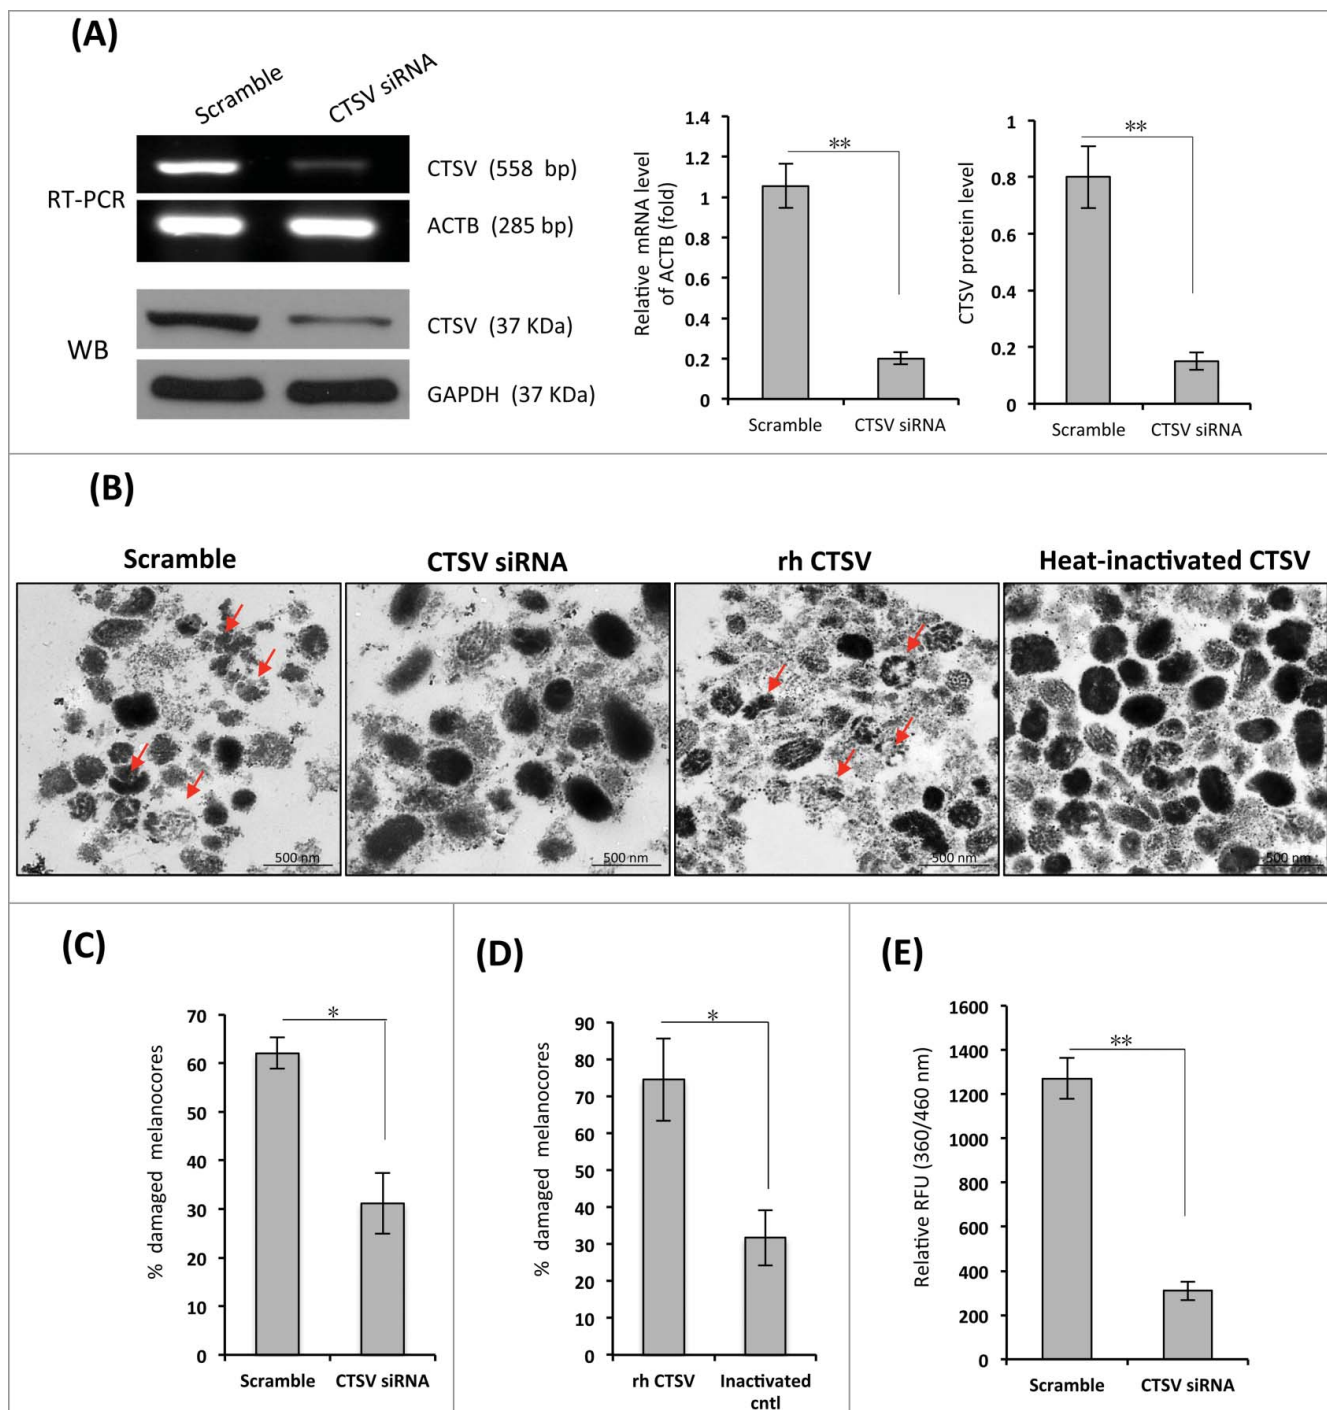 (A)
Scramble
CTSV siRNA
RT-PCR
CTSV (558 bp)
ACTB (285 bp)
WB
CTSV (37 KDa)
GAPDH (37 KDa)
Relative mRNA level
of ACTB (fold)
1.4
1.2
1
0.8
0.6
0.4
0.2
0
**
Scramble CTSV siRNA
CTSV protein level
1
0.8
0.6
0.4
0.2
0
**
Scramble CTSV siRNA
(B)
Scramble
CTSV siRNA
rh CTSV
Heat-inactivated CTSV
500 nm
500 nm
500 nm
500 nm
(C)
% damaged melanocores
70
60
50
40
30
20
10
0
*
Scramble CTSV siRNA
(D)
% damaged melanocores
90
80
70
60
50
40
30
20
10
0
*
rh CTSV Inactivated
cntl
(E)
Relative RFU (360/460 nm)
1600
1400
1200
1000
800
600
400
200
0
**
Scramble CTSV siRNA